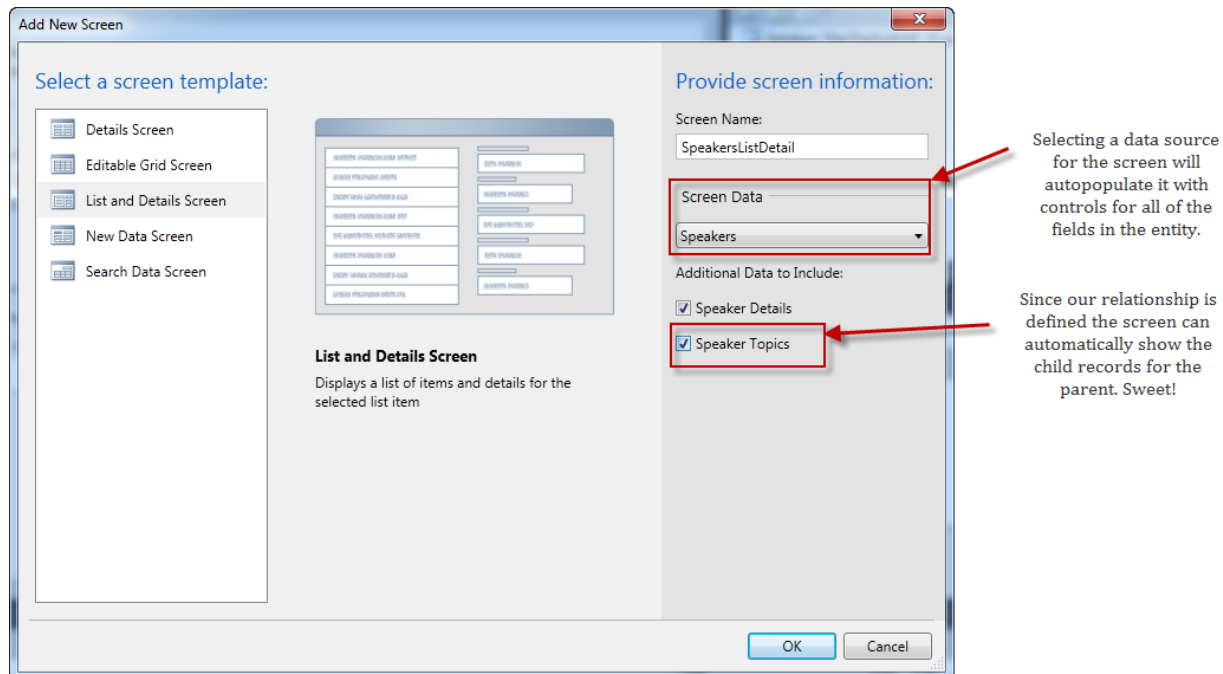 Add New Screen
Select a screen template:
Details Screen
Editable Grid Screen
List and Details Screen
New Data Screen
Search Data Screen
List and Details Screen
Displays a list of items and details for the
selected list item
Provide screen information:
Screen Name:
SpeakersListDetail
Screen Data
Speakers
Additional Data to Include:
Speaker Details
Speaker Topics
OK
Cancel
Selecting a data source
for the screen will
autopopulate it with
controls for all of the
fields in the entity.
Since our relationship is
defined the screen can
automatically show the
child records for the
parent. Sweet!